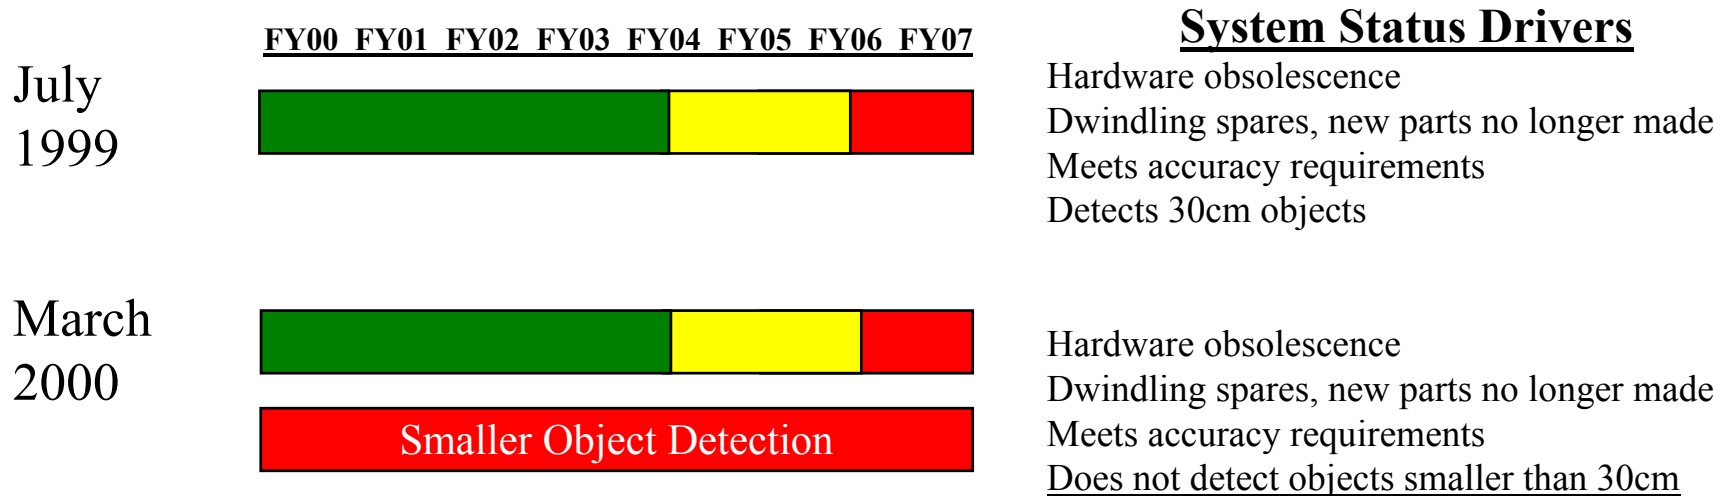 FY00 FY01 FY02 FY03 FY04 FY05 FY06 FY07
System Status Drivers
July
1999
Hardware obsolescence
Dwindling spares, new parts no longer made
Meets accuracy requirements
Detects 30cm objects
March
2000
Smaller Object Detection
Hardware obsolescence
Dwindling spares, new parts no longer made
Meets accuracy requirements
Does not detect objects smaller than 30cm